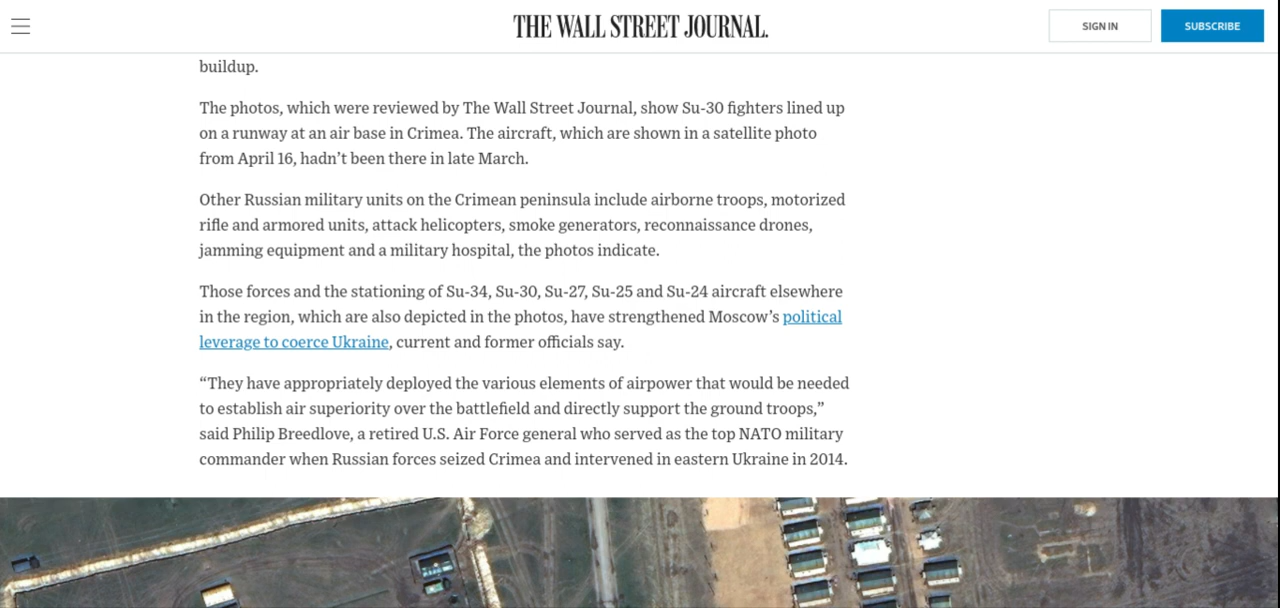 THE WALL STREET JOURNAL.
SIGN IN
SUBSCRIBE
buildup.
The photos, which were reviewed by The Wall Street Journal, show Su-30 fighters lined up
on a runway at an air base in Crimea. The aircraft, which are shown in a satellite photo
from April 16, hadn’t been there in late March.
Other Russian military units on the Crimean peninsula include airborne troops, motorized
rifle and armored units, attack helicopters, smoke generators, reconnaissance drones,
jamming equipment and a military hospital, the photos indicate.
Those forces and the stationing of Su-34, Su-30, Su-27, Su-25 and Su-24 aircraft elsewhere
in the region, which are also depicted in the photos, have strengthened Moscow’s political
leverage to coerce Ukraine, current and former officials say.
“They have appropriately deployed the various elements of airpower that would be needed
to establish air superiority over the battlefield and directly support the ground troops,”
said Philip Breedlove, a retired U.S. Air Force general who served as the top NATO military
commander when Russian forces seized Crimea and intervened in eastern Ukraine in 2014.